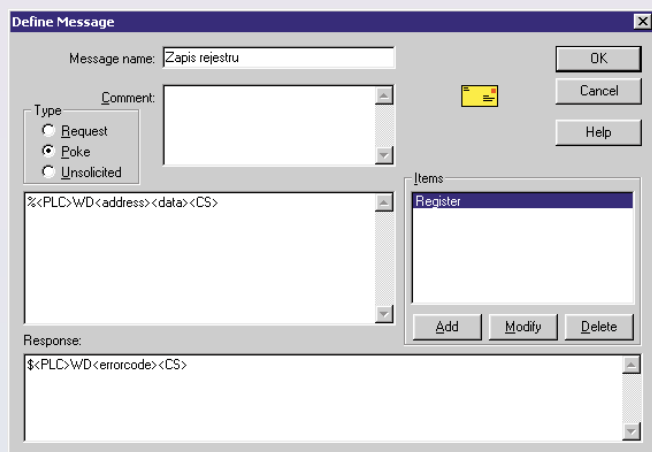 Define Message
Message name: Zapis rejestru
OK
Comment:
Cancel
Type
Request
Help
Poke
Unsolicited
Items
%<PLC>WD<address><data><CS>
Register
Add Modify Delete
Response:
$<PLC>WD<errorcode><CS>